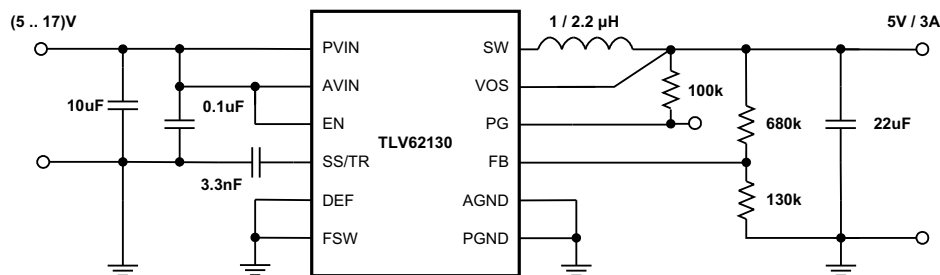 (5 .. 17)V
1 / 2.2 µH
5V / 3A
PVIN
SW
AVIN
VOS
10uF
0.1uF
100k
EN
PG
680k
22uF
TLV62130
SS/TR
FB
3.3nF
130k
DEF
AGND
FSW
PGND